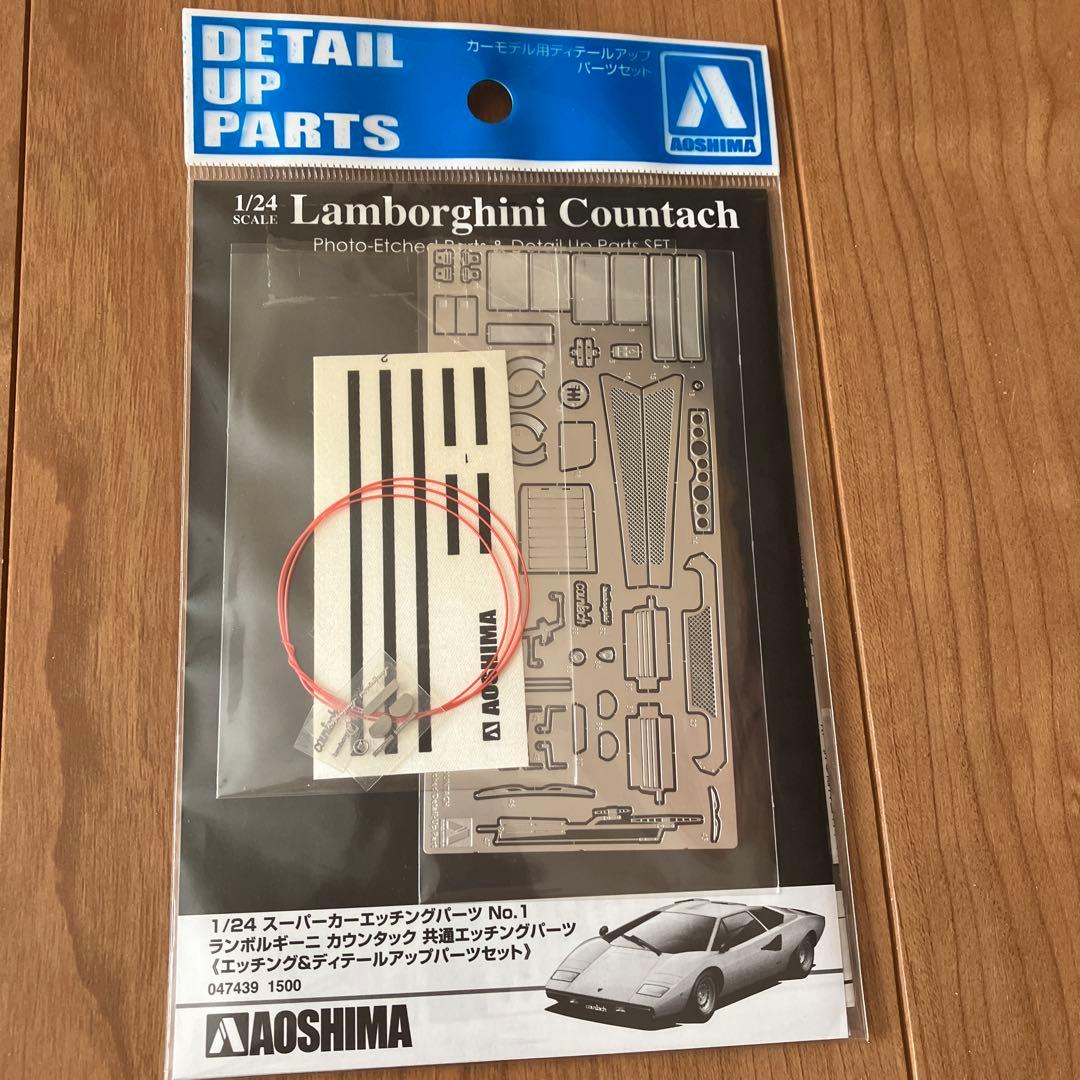 DETAIL
UP
PARTS
カーモデル用ディテールアップ
パーツセット
AOSHIMA
1/24
SCALE
Lamborghini Countach
Photo-Etched Parts & Detail Up Parts SET
2
1
AOSHIMA
countach
countach
1/24 スーパーカーエッチングパーツ No.1
ランボルギーニ カウンタック 共通エッチングパーツ
《エッチング&ディテールアップパーツセット》
047439 1500
countach
AOSHIMA